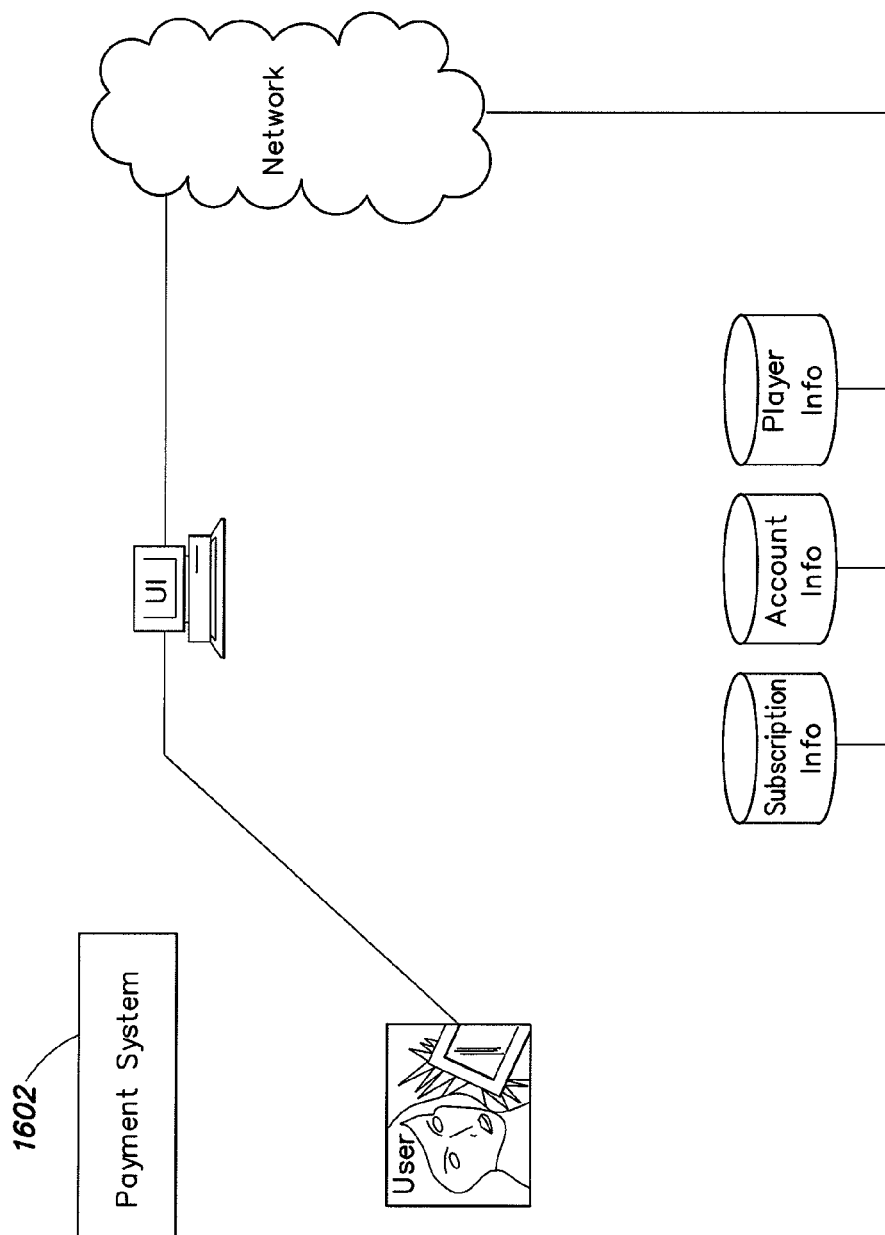 1602
Payment System
User
UI
Network
Subscription
Info
Account
Info
Player
Info